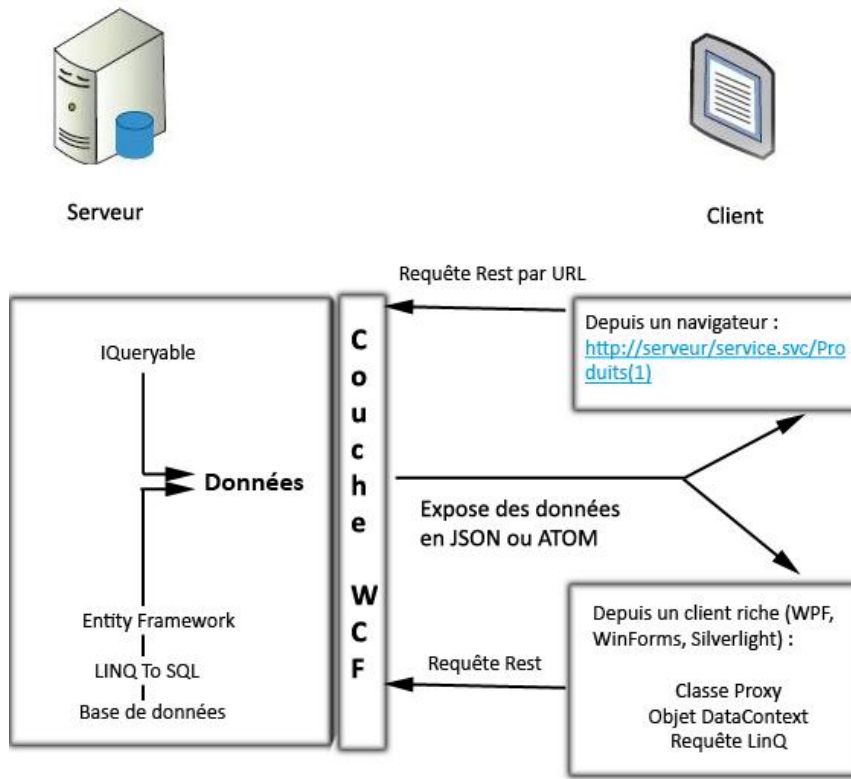 Serveur
Client
Requête Rest par URL
Depuis un navigateur :
http://serveur/service.svc/Pro
duits(1)
IQueryable
Données
Couche WCF
Expose des données
en JSON ou ATOM
Entity Framework
LINQ To SQL
Base de données
Requête Rest
Depuis un client riche (WPF,
WinForms, Silverlight) :
Classe Proxy
Objet DataContext
Requête LinQ